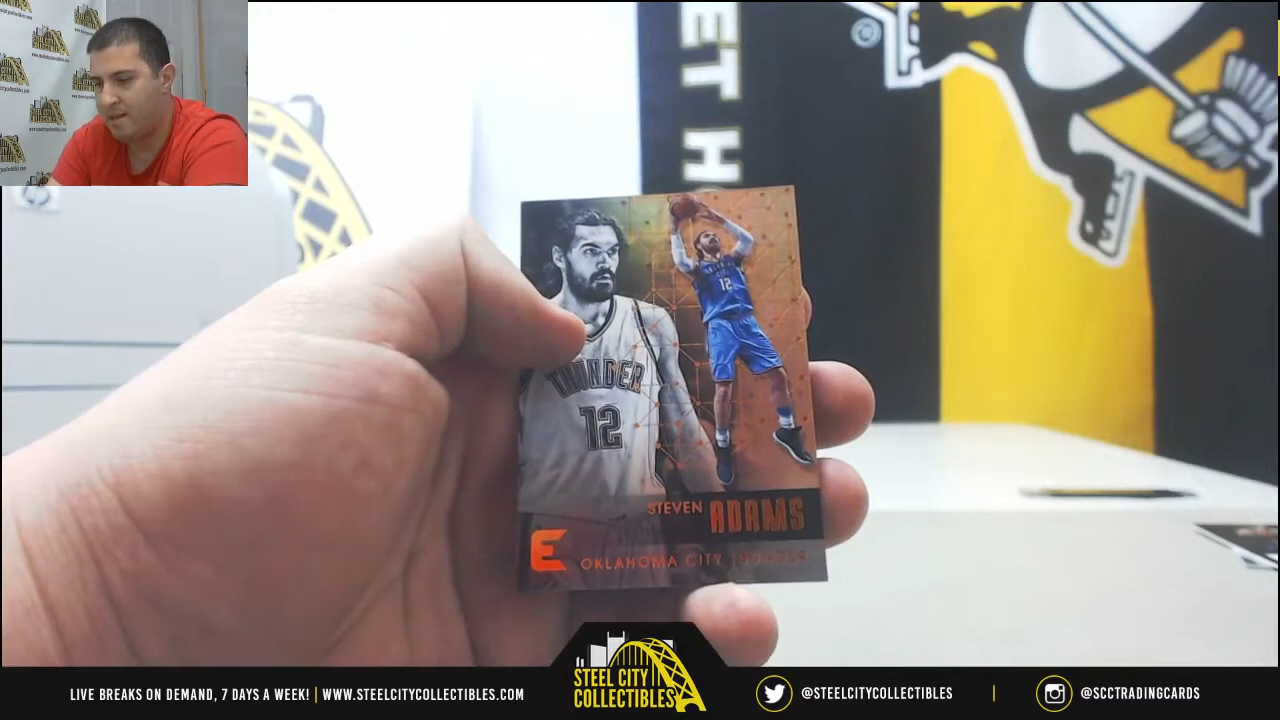 ET H
®
THUNDER
12
12
STEVEN ADAMS
E
OKLAHOMA CITY THUNDER
STEEL CITY
COLLECTIBLES
LIVE BREAKS ON DEMAND, 7 DAYS A WEEK! | WWW.STEELCITYCOLLECTIBLES.COM
@STEELCITYCOLLECTIBLES | @SCCTRADINGCARDS